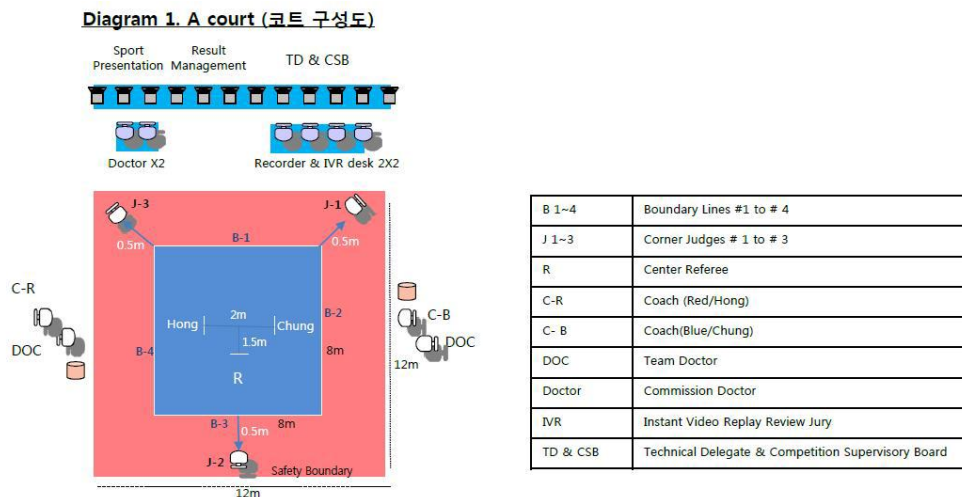 Diagram 1. A court (코트 구성도)
Sport Presentation
Result Management
TD & CSB
Doctor X2
Recorder & IVR desk 2X2
J-3
J-1
0.5m
B-1
0.5m
C-R
DOC
Hong
2m
Chung
B-2
C-B
DOC
B-4
1.5m
8m
12m
R
B-3
8m
0.5m
J-2
Safety Boundary
12m
B 1~4 Boundary Lines #1 to # 4
J 1~3 Corner Judges # 1 to # 3
R Center Referee
C-R Coach (Red/Hong)
C- B Coach(Blue/Chung)
DOC Team Doctor
Doctor Commission Doctor
IVR Instant Video Replay Review Jury
TD & CSB Technical Delegate & Competition Supervisory Board